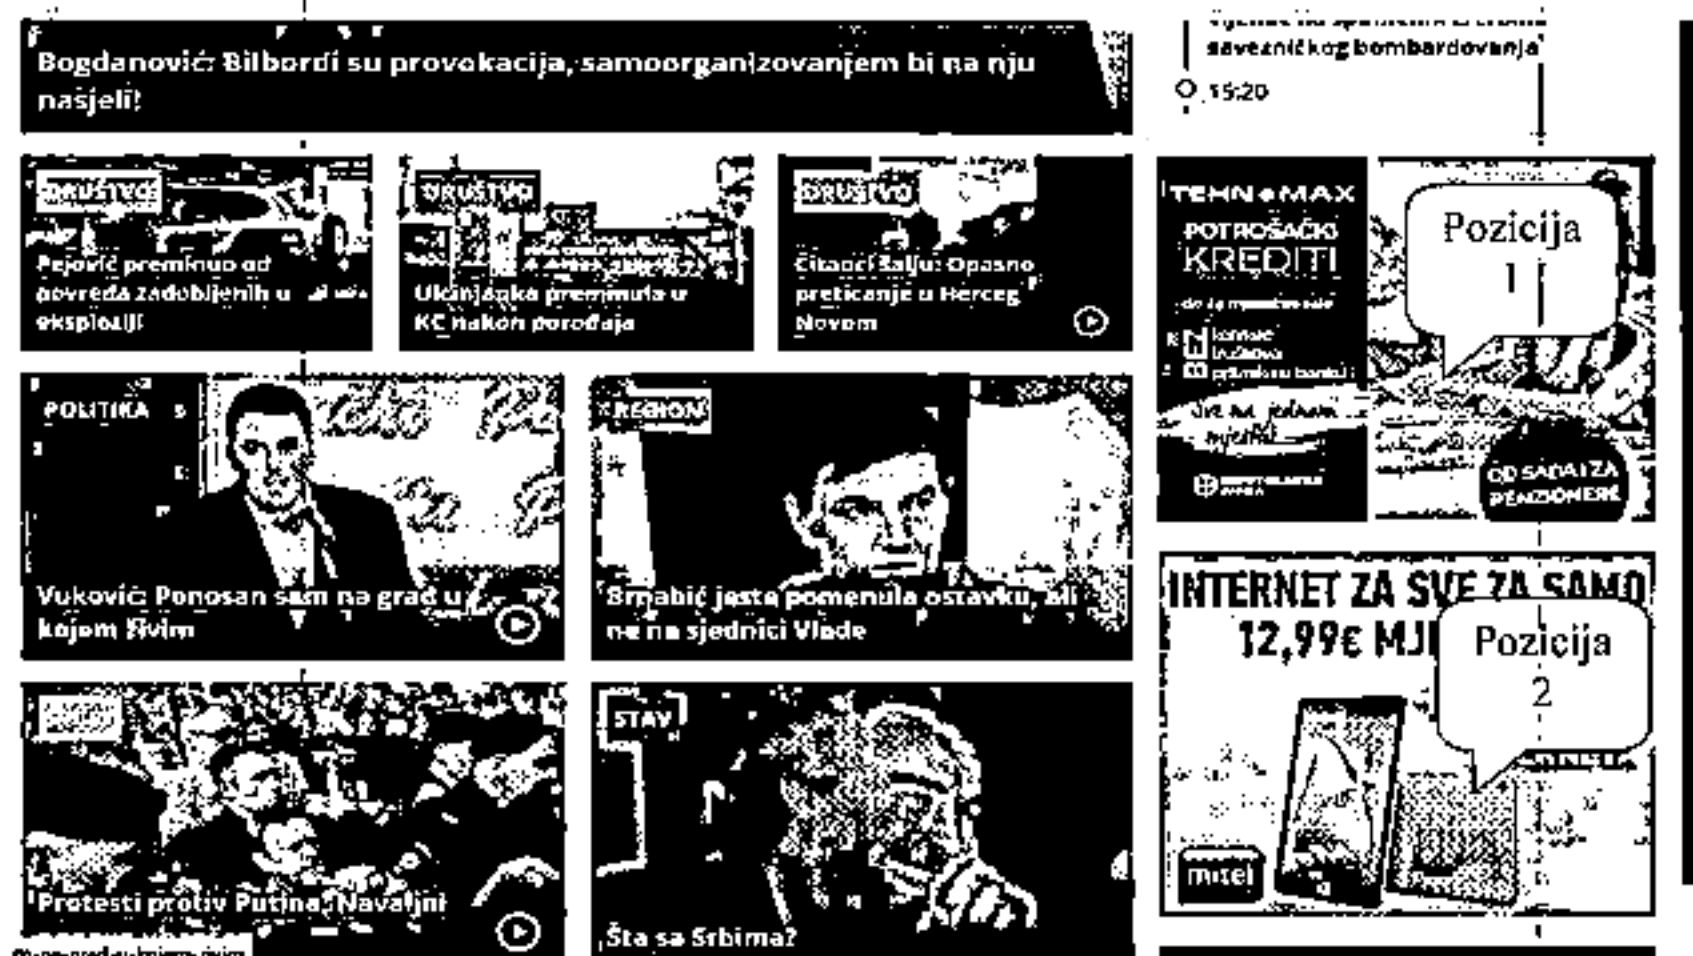 Bogdanović: Bilbordi su provokacija, samoorganizovanjem bi na nju
našjeli!
savezničkog bombardovanja
15:20
DRUŠTVO
Pejović preminuo od
povreda zadobijenih u
eksploziji
DRUŠTVO
Ukrinjanka preminula u
KC nakon porođaja
DRUŠTVO
Čitaoci šalju: Opasno
preticanje u Herceg
Novom
TEHNOMAX
POTROŠAČKI
KREDITI
OD SADA I ZA
PENZIONERE
Pozicija
1
POLITIKA
Vuković: Ponosan sam na grad u
kojem živim
REGION
Brnabić jeste pomenula ostavku, ali
ne na sjednici Vlade
INTERNET ZA SVE ZA SAMO
12,99€ MJ
Pozicija
2
mtel
Protesti protiv Putina, Navaljni
STAV
Šta sa Srbima?